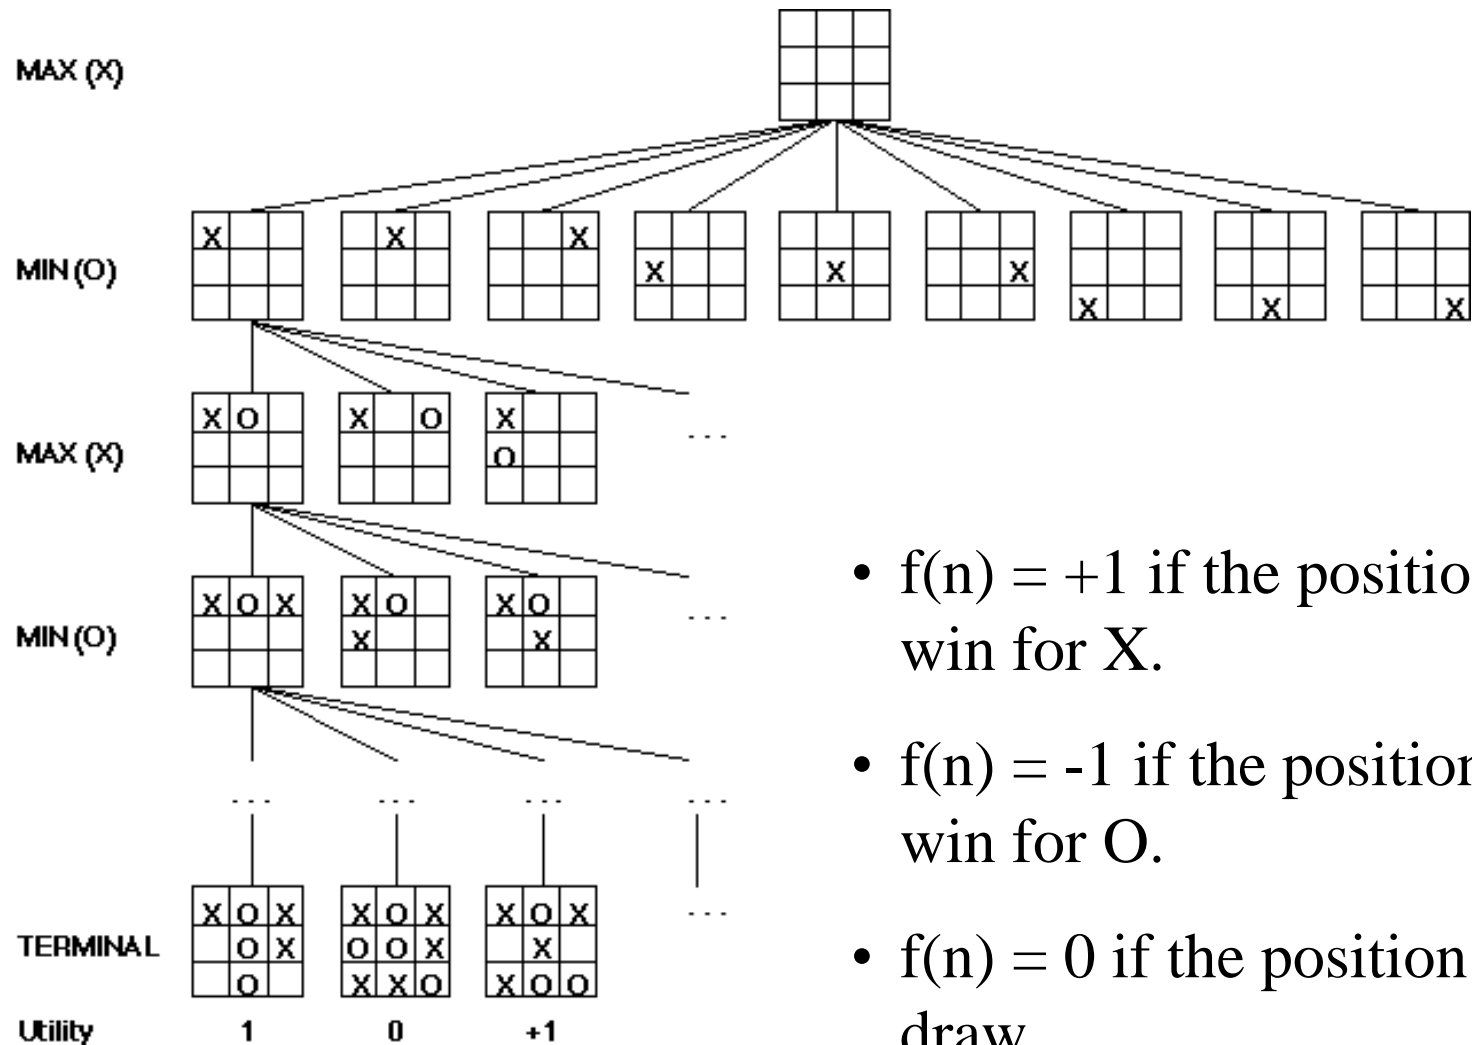 MAX (X)
X X X
MIN (O) X X X
X X X
X O X O X
MAX (X) O
. . .
X O X X O X O
MIN (O) X X
. . .
• f(n) = +1 if the positio
win for X.
• f(n) = -1 if the position
win for O.
. . . . . . . . . . . .
X O X X O X X O X
. . .
TERMINAL O X O O X X
O X X O X O O
• f(n) = 0 if the position
draw
Utility 1 0 +1